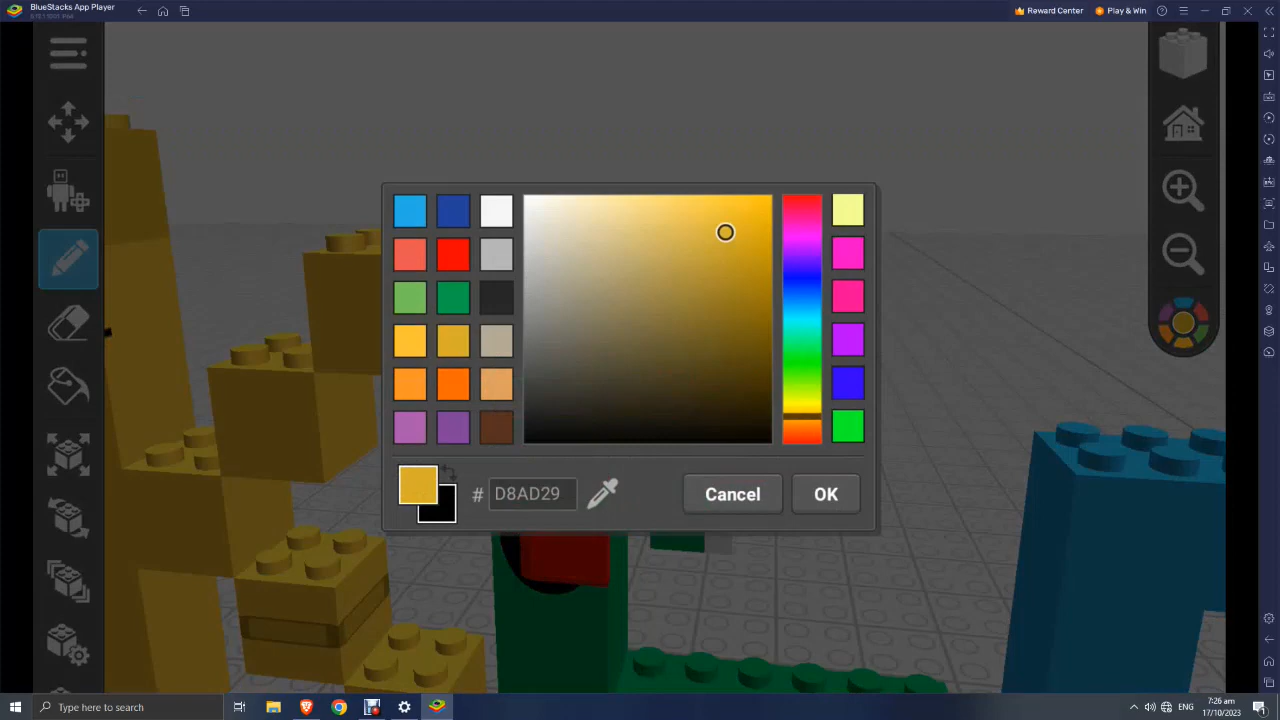 BlueStacks App Player
Reward Center
Play & Win
# D8AD29
Cancel
OK
Type here to search
ENG
7:26 am
17/10/2023